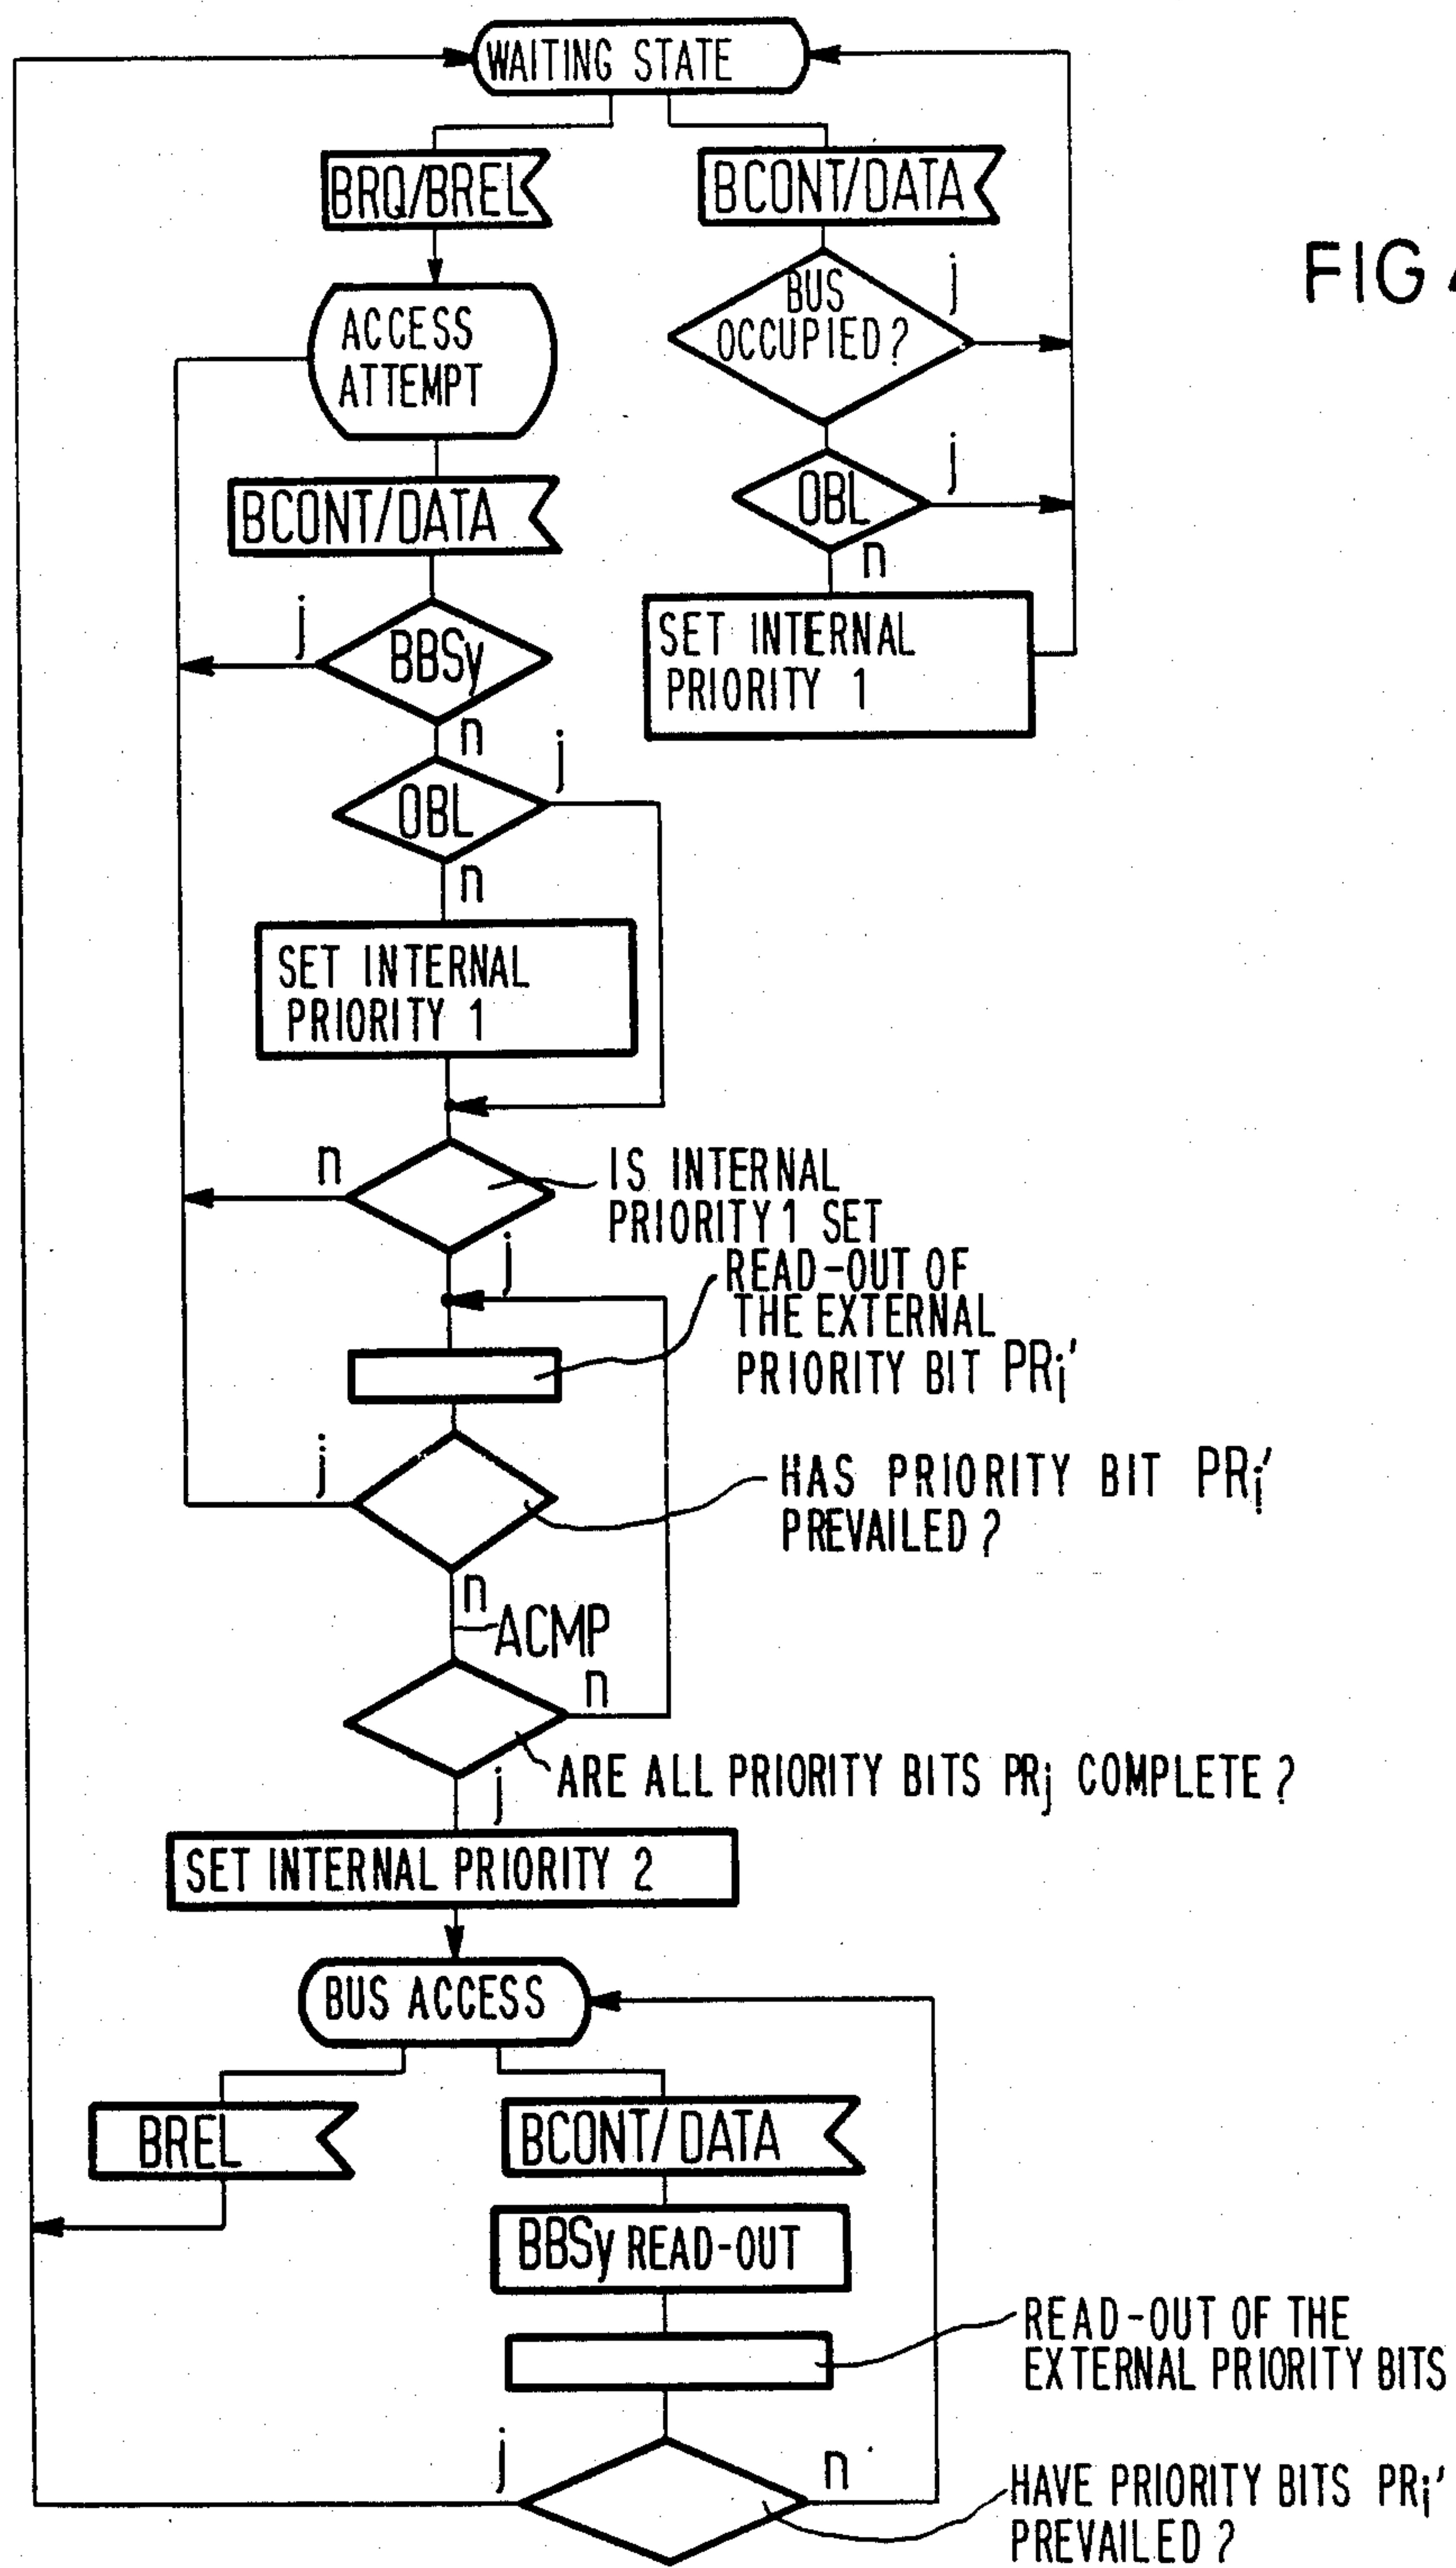 WAITING STATE
BRQ/BREL
BCONT/DATA
FIG 4
BUS
OCCUPIED?
j
ACCESS
ATTEMPT
OBL
j
n
BCONT/DATA
SET INTERNAL
PRIORITY 1
j
BBSy
n
OBL
j
n
SET INTERNAL
PRIORITY 1
n
IS INTERNAL
PRIORITY 1 SET
j
READ-OUT OF
THE EXTERNAL
PRIORITY BIT PRi'
j
HAS PRIORITY BIT PRi'
PREVAILED?
n
ACMP
n
ARE ALL PRIORITY BITS PRj COMPLETE?
j
SET INTERNAL PRIORITY 2
BUS ACCESS
BREL
BCONT/DATA
BBSy READ-OUT
READ-OUT OF THE
EXTERNAL PRIORITY BITS
j
n
HAVE PRIORITY BITS PRi'
PREVAILED?